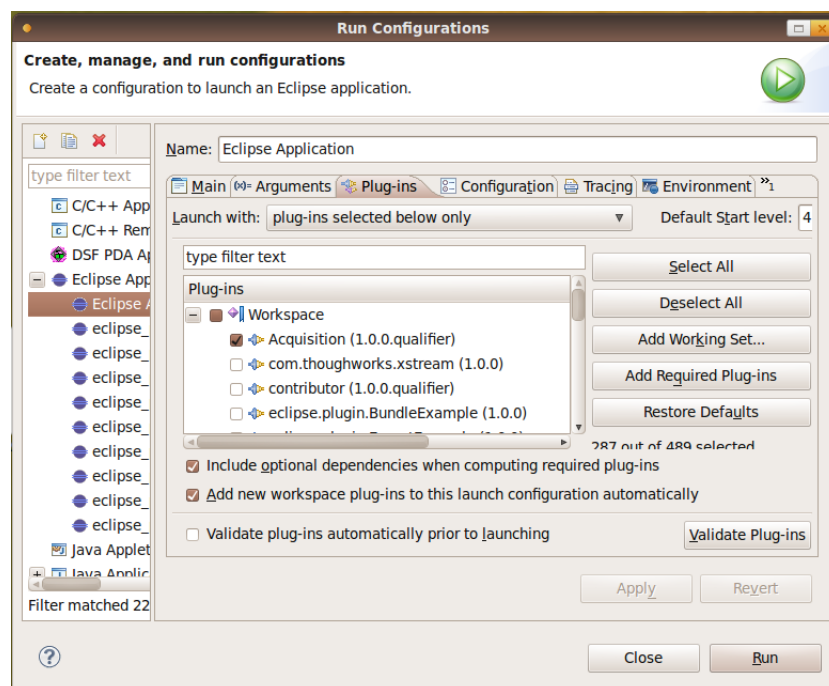 Run Configurations
Create, manage, and run configurations
Create a configuration to launch an Eclipse application.
type filter text
C/C++ App
C/C++ Rem
DSF PDA Ap
Eclipse App
Eclipse A
eclipse_
eclipse_
eclipse_
eclipse_
eclipse_
eclipse_
eclipse_
eclipse_
eclipse_
Java Applet
Java Applic
Filter matched 22
Name: Eclipse Application
Main (x)= Arguments Plug-ins Configuration Tracing Environment »1
Launch with: plug-ins selected below only Default Start level: 4
type filter text
Plug-ins
Workspace
Acquisition (1.0.0.qualifier)
com.thoughworks.xstream (1.0.0)
contributor (1.0.0.qualifier)
eclipse.plugin.BundleExample (1.0.0)
Select All
Deselect All
Add Working Set...
Add Required Plug-ins
Restore Defaults
287 out of 489 selected
Include optional dependencies when computing required plug-ins
Add new workspace plug-ins to this launch configuration automatically
Validate plug-ins automatically prior to launching Validate Plug-ins
Apply Revert
? Close Run